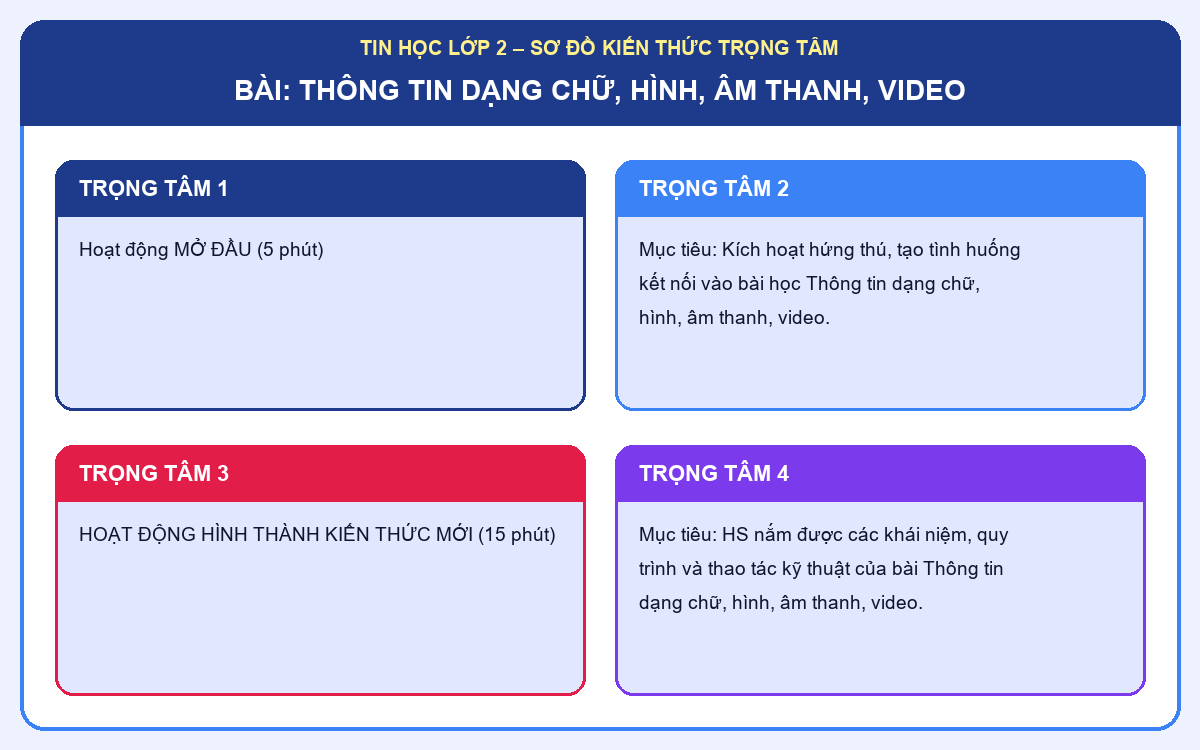 TIN HỌC LỚP 2 – SƠ ĐỒ KIẾN THỨC TRỌNG TÂM
BÀI: THÔNG TIN DẠNG CHỮ, HÌNH, ÂM THANH, VIDEO
TRỌNG TÂM 1
Hoạt động MỞ ĐẦU (5 phút)
TRỌNG TÂM 2
Mục tiêu: Kích hoạt hứng thú, tạo tình huống
kết nối vào bài học Thông tin dạng chữ,
hình, âm thanh, video.
TRỌNG TÂM 3
HOẠT ĐỘNG HÌNH THÀNH KIẾN THỨC MỚI (15 phút)
TRỌNG TÂM 4
Mục tiêu: HS nắm được các khái niệm, quy
trình và thao tác kỹ thuật của bài Thông tin
dạng chữ, hình, âm thanh, video.